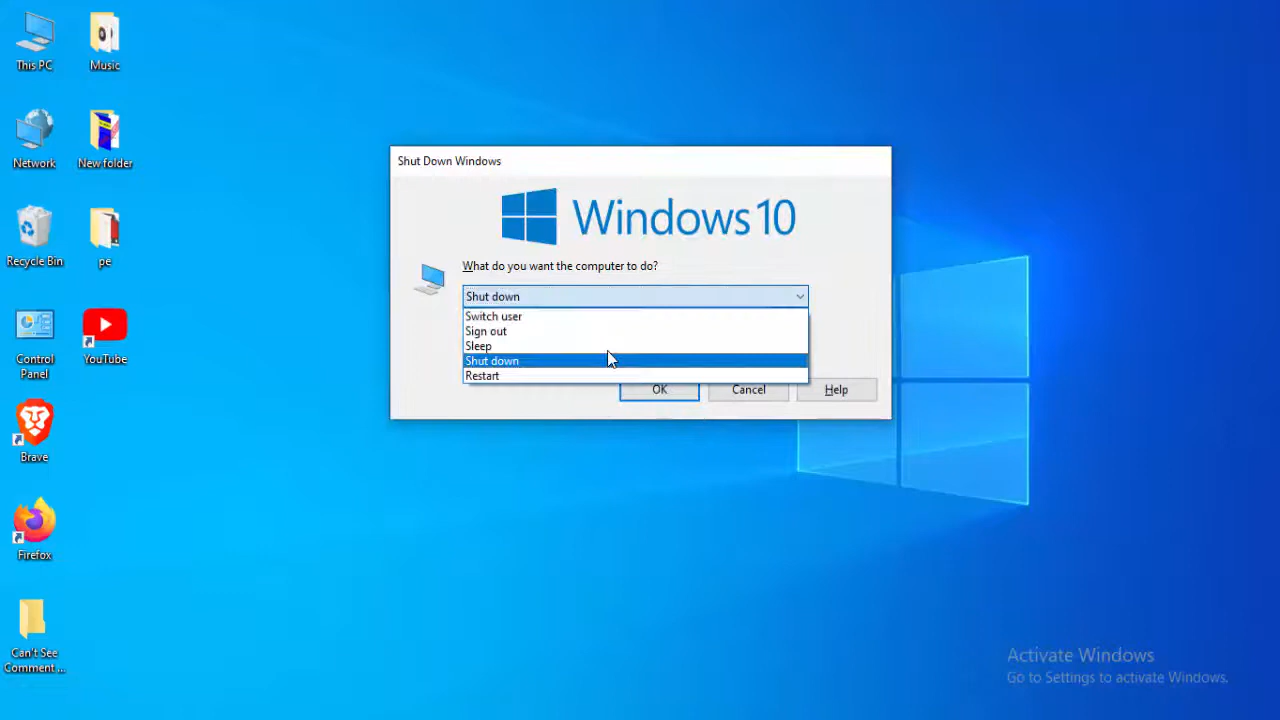 This PC
Music
Network
New folder
Recycle Bin
pe
Control
Panel
YouTube
Brave
Firefox
Can't See
Comment ...
Shut Down Windows
Windows 10
What do you want the computer to do?
Shut down
Switch user
Sign out
Sleep
Shut down
Restart
OK
Cancel
Help
Activate Windows
Go to Settings to activate Windows.